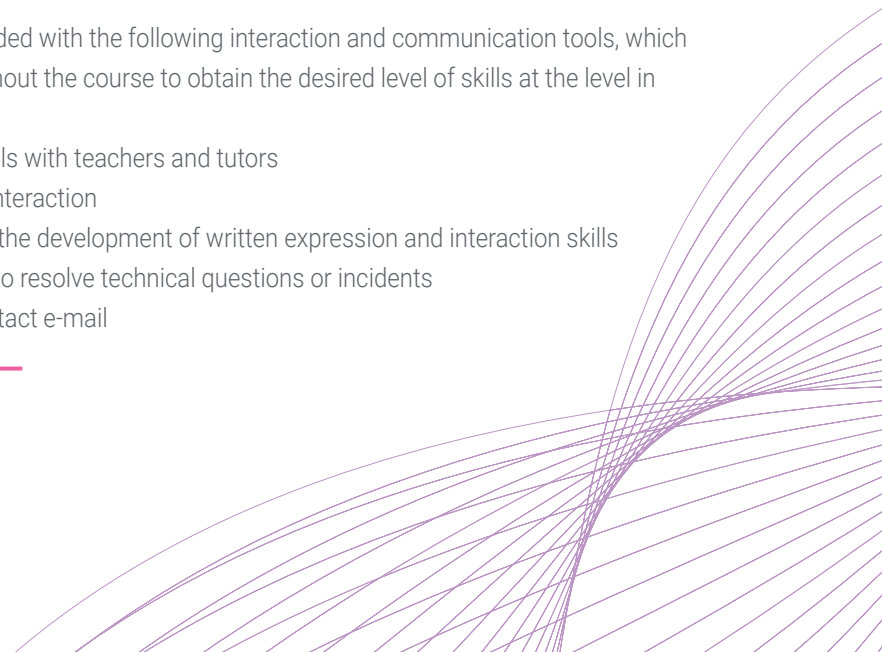 ded with the following interaction and communication tools, which
out the course to obtain the desired level of skills at the level in
ls with teachers and tutors
nteraction
the development of written expression and interaction skills
o resolve technical questions or incidents
tact e-mail